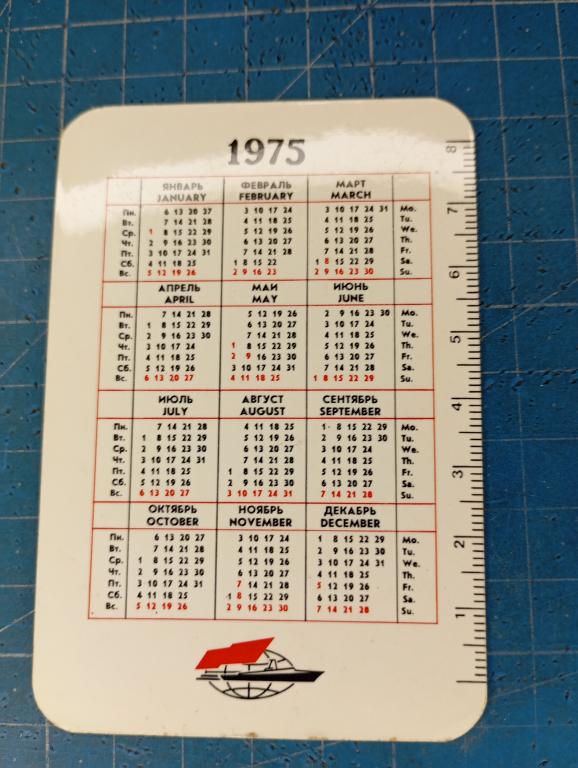 1975
ЯНВАРЬ ФЕВРАЛЬ МАРТ
JANUARY FEBRUARY MARCH
Пн. 6 13 20 27 3 10 17 24 3 10 17 24 31 Mo.
Вт. 7 14 21 28 4 11 18 25 4 11 18 25 Tu.
Ср. 1 8 15 22 29 5 12 19 26 5 12 19 26 We.
Чт. 2 9 16 23 30 6 13 20 27 6 13 20 27 Th.
Пт. 3 10 17 24 31 7 14 21 28 7 14 21 28 Fr.
Сб. 4 11 18 25 1 8 15 22 1 8 15 22 29 Sa.
Вс. 5 12 19 26 2 9 16 23 2 9 16 23 30 Su.
АПРЕЛЬ МАЙ ИЮНЬ
APRIL MAY JUNE
Пн. 7 14 21 28 5 12 19 26 2 9 16 23 30 Mo.
Вт. 1 8 15 22 29 6 13 20 27 3 10 17 24 Tu.
Ср. 2 9 16 23 30 7 14 21 28 4 11 18 25 We.
Чт. 3 10 17 24 1 8 15 22 29 5 12 19 26 Th.
Пт. 4 11 18 25 2 9 16 23 30 6 13 20 27 Fr.
Сб. 5 12 19 26 3 10 17 24 31 7 14 21 28 Sa.
Вс. 6 13 20 27 4 11 18 25 1 8 15 22 29 Su.
ИЮЛЬ АВГУСТ СЕНТЯБРЬ
JULY AUGUST SEPTEMBER
Пн. 7 14 21 28 4 11 18 25 1 8 15 22 29 Mo.
Вт. 1 8 15 22 29 5 12 19 26 2 9 16 23 30 Tu.
Ср. 2 9 16 23 30 6 13 20 27 3 10 17 24 We.
Чт. 3 10 17 24 31 7 14 21 28 4 11 18 25 Th.
Пт. 4 11 18 25 1 8 15 22 29 5 12 19 26 Fr.
Сб. 5 12 19 26 2 9 16 23 30 6 13 20 27 Sa.
Вс. 6 13 20 27 3 10 17 24 31 7 14 21 28 Su.
ОКТЯБРЬ НОЯБРЬ ДЕКАБРЬ
OCTOBER NOVEMBER DECEMBER
Пн. 6 13 20 27 3 10 17 24 1 8 15 22 29 Mo.
Вт. 7 14 21 28 4 11 18 25 2 9 16 23 30 Tu.
Ср. 1 8 15 22 29 5 12 19 26 3 10 17 24 31 We.
Чт. 2 9 16 23 30 6 13 20 27 4 11 18 25 Th.
Пт. 3 10 17 24 31 7 14 21 28 5 12 19 26 Fr.
Сб. 4 11 18 25 1 8 15 22 29 6 13 20 27 Sa.
Вс. 5 12 19 26 2 9 16 23 30 7 14 21 28 Su.
1 2 3 4 5 6 7 8